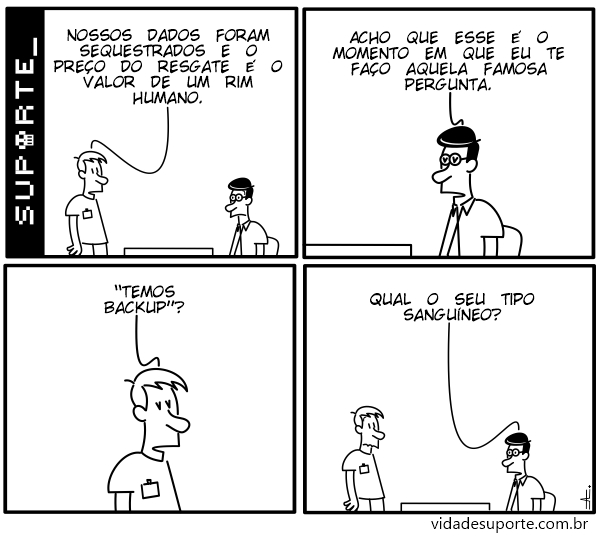 SUPORTE_
NOSSOS DADOS FORAM
SEQUESTRADOS E O
PREÇO DO RESGATE É O
VALOR DE UM RIM
HUMANO.
ACHO QUE ESSE É O
MOMENTO EM QUE EU TE
FAÇO AQUELA FAMOSA
PERGUNTA.
"TEMOS
BACKUP"?
QUAL O SEU TIPO
SANGUÍNEO?
vidadesuporte.com.br